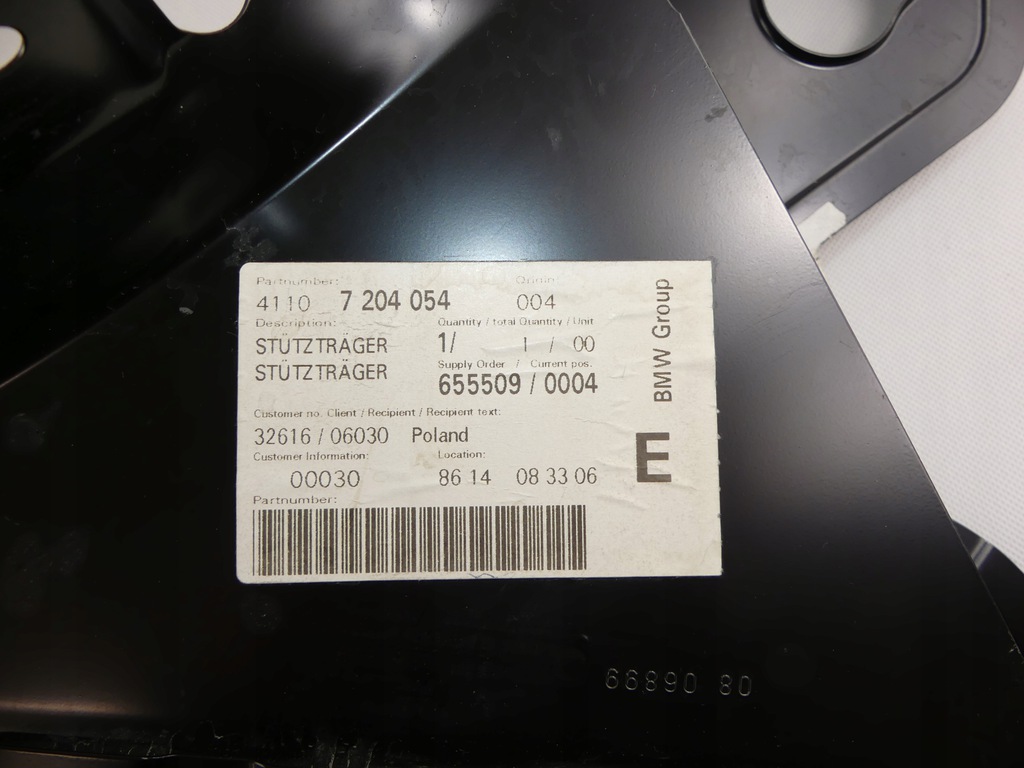 Partnumber: Origin:
4110 7 204 054 004
Description: Quantity / total Quantity / Unit
STÜTZTRÄGER 1/ 1 / 00
Supply Order / Current pos.
STÜTZTRÄGER 655509 / 0004
Customer no. Client / Recipient / Recipient text:
32616 / 06030 Poland
Customer Information: Location:
00030 86 14 08 33 06
Partnumber:
BMW Group
E
66890 80